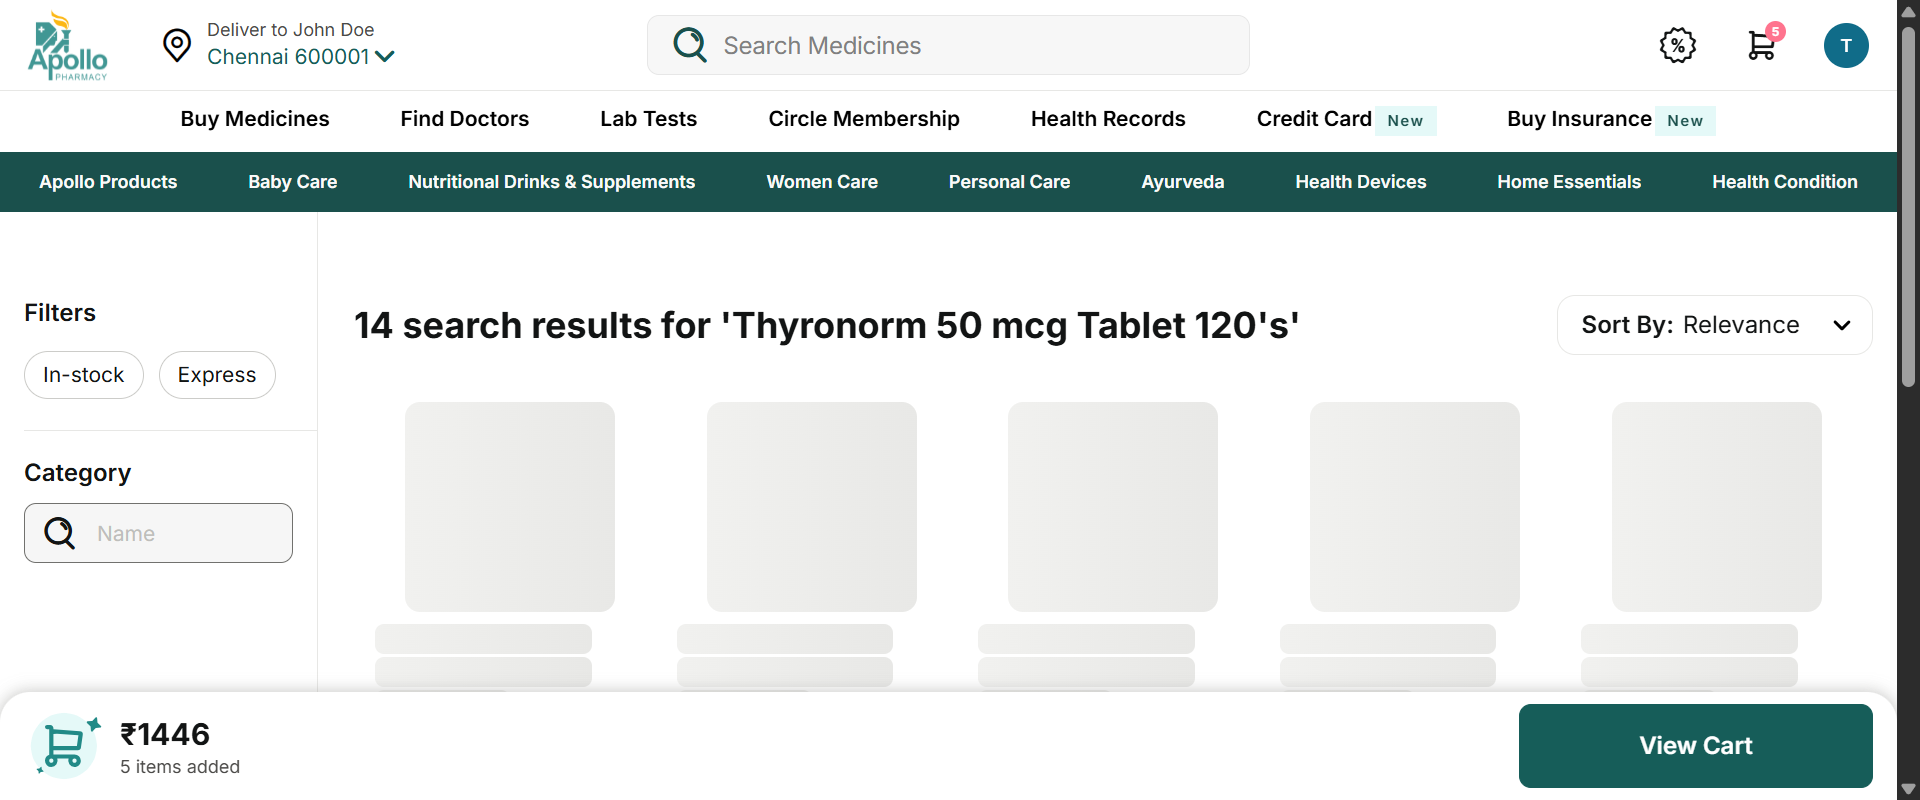 Apollo
PHARMACY
Deliver to John Doe
Chennai 600001
Search Medicines
%
5
T
Buy Medicines
Find Doctors
Lab Tests
Circle Membership
Health Records
Credit Card New
Buy Insurance New
Apollo Products
Baby Care
Nutritional Drinks & Supplements
Women Care
Personal Care
Ayurveda
Health Devices
Home Essentials
Health Condition
Filters
In-stock
Express
Category
Name
14 search results for 'Thyronorm 50 mcg Tablet 120's'
Sort By: Relevance
₹1446
5 items added
View Cart